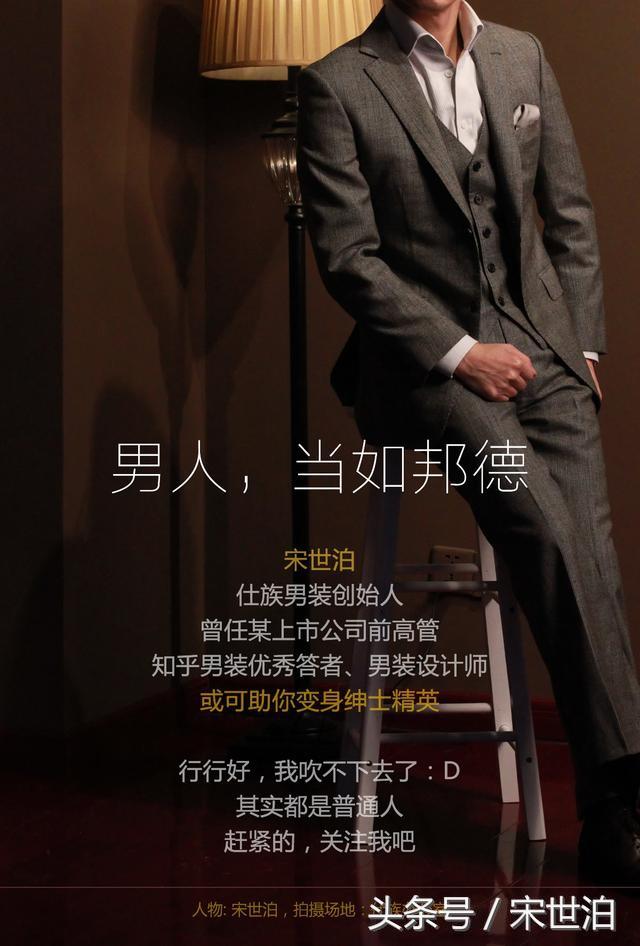 男人，当如邦德
宋世泊
仕族男装创始人
曾任某上市公司前高管
知乎男装优秀答者、男装设计师
或可助你变身绅士精英
行行好，我吹不下去了：D
其实都是普通人
赶紧的，关注我吧
人物: 宋世泊，拍摄场地：
头条号 / 宋世泊